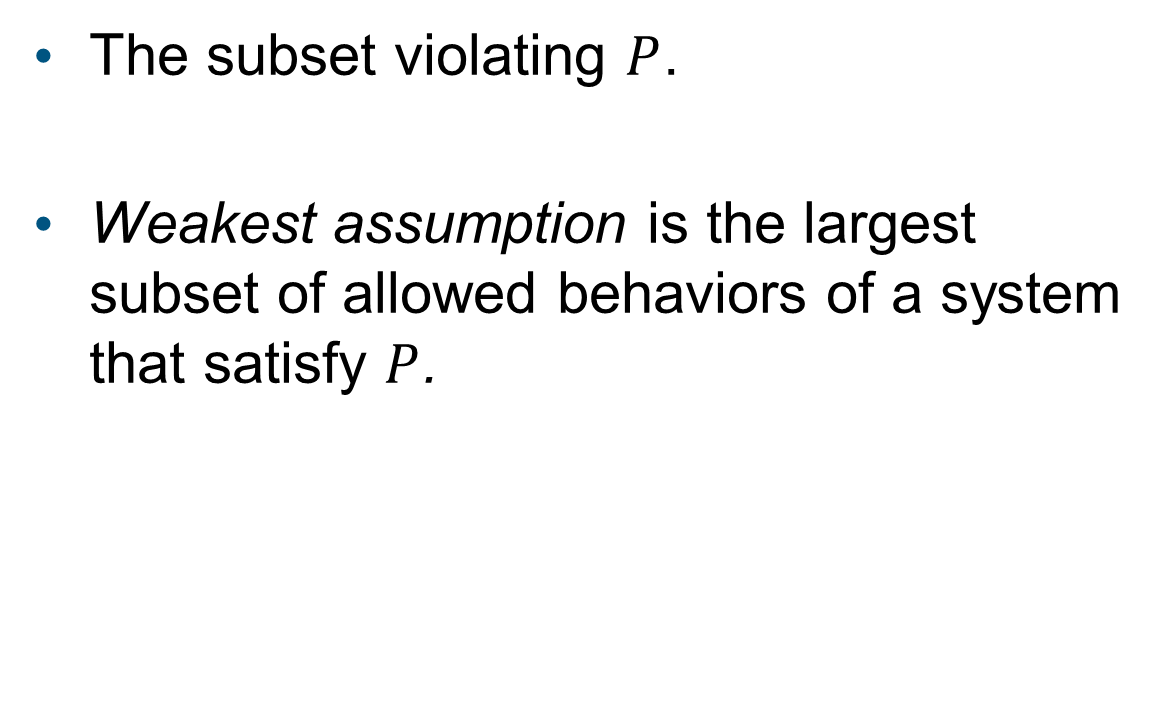 • The subset violating 𝑃.
• Weakest assumption is the largest
subset of allowed behaviors of a system
that satisfy 𝑃.